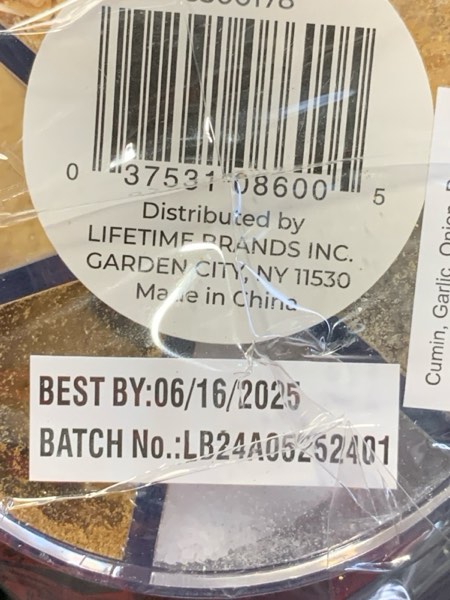 0 37531 08600 5
Distributed by
LIFETIME BRANDS INC.
GARDEN CITY, NY 11530
Made in China
BEST BY:06/16/2025
BATCH No.:LB24A05252401
Cumin, Garlic, Onion,